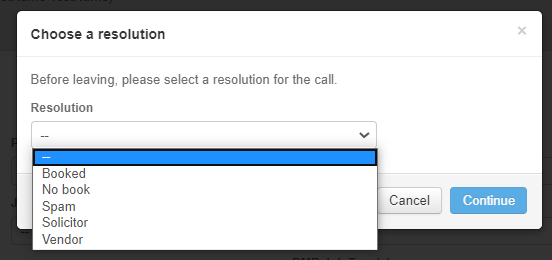 Choose a resolution
×
Before leaving, please select a resolution for the call.
Resolution
--
--
Booked
No book
Spam
Solicitor
Vendor
Cancel
Continue